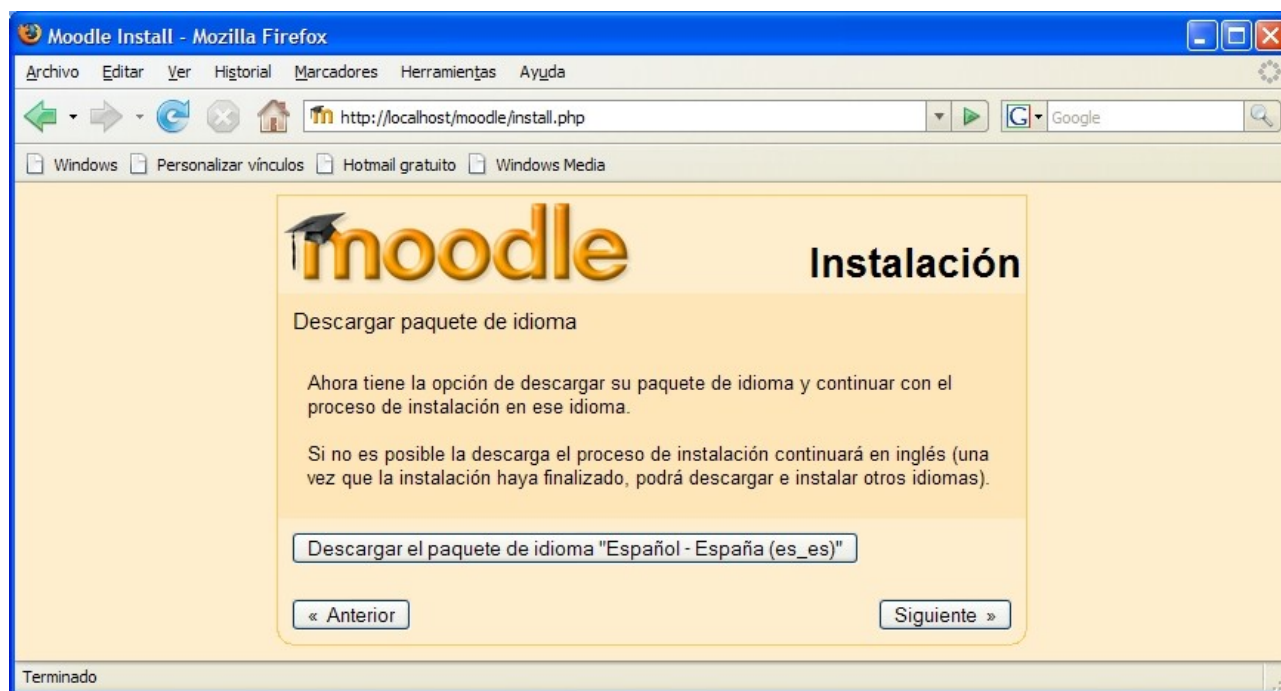 Moodle Install - Mozilla Firefox
Archivo Editar Ver Historial Marcadores Herramientas Ayuda
http://localhost/moodle/install.php
G Google
Windows Personalizar vínculos Hotmail gratuito Windows Media
moodle
Instalación
Descargar paquete de idioma
Ahora tiene la opción de descargar su paquete de idioma y continuar con el
proceso de instalación en ese idioma.
Si no es posible la descarga el proceso de instalación continuará en inglés (una
vez que la instalación haya finalizado, podrá descargar e instalar otros idiomas).
Descargar el paquete de idioma "Español - España (es_es)"
« Anterior
Siguiente »
Terminado